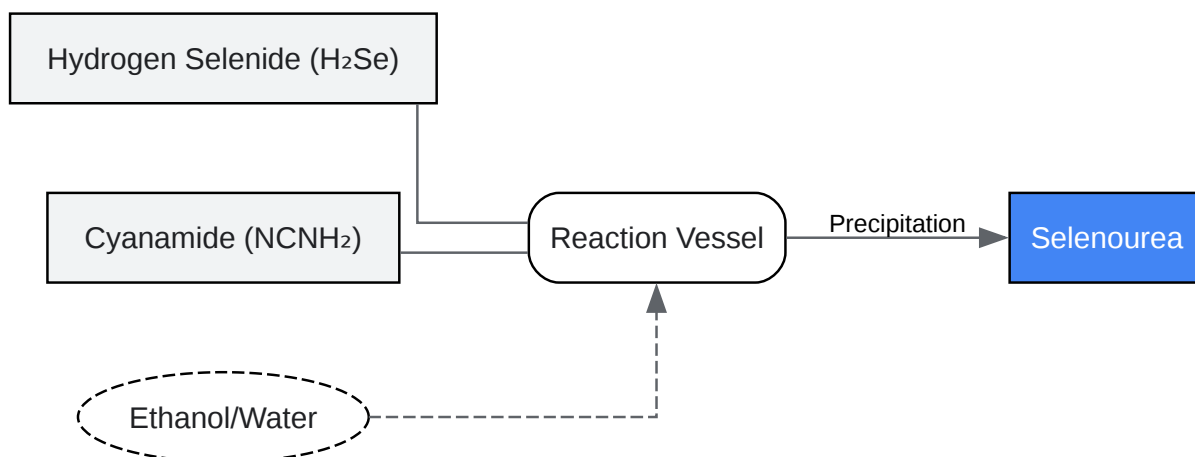 Hydrogen Selenide (H₂Se)
Cyanamide (NCNH₂)
Reaction Vessel
Precipitation
Selenourea
Ethanol/Water